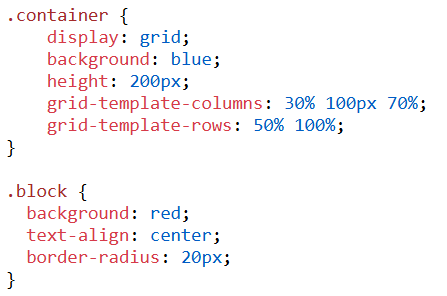 .container {
    display: grid;
    background: blue;
    height: 200px;
    grid-template-columns: 30% 100px 70%;
    grid-template-rows: 50% 100%;
}

.block {
  background: red;
  text-align: center;
  border-radius: 20px;
}